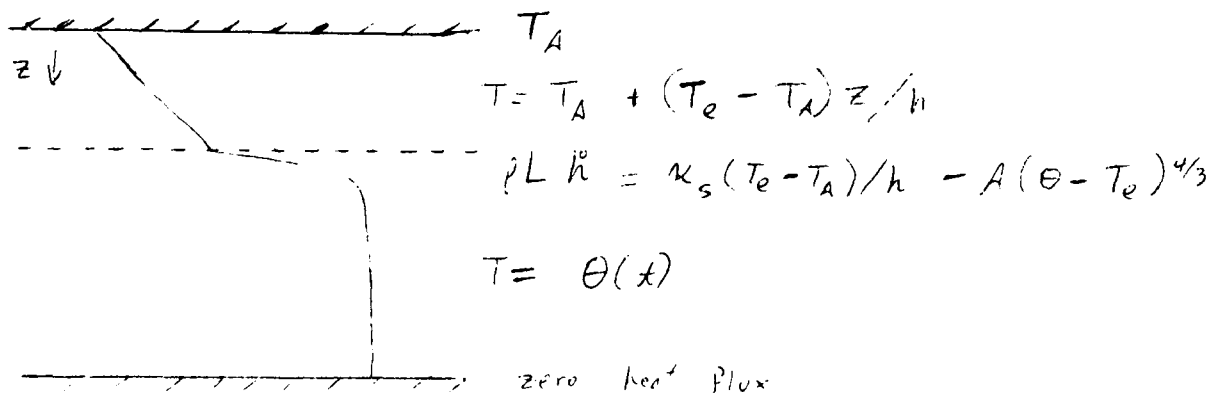 T_A
z ↓
T = T_A + (T_e - T_A) z/h
ρL ḣ = κ_s (T_e - T_A)/h - A(Θ - T_e)^{4/3}
T = Θ(t)
zero heat flux